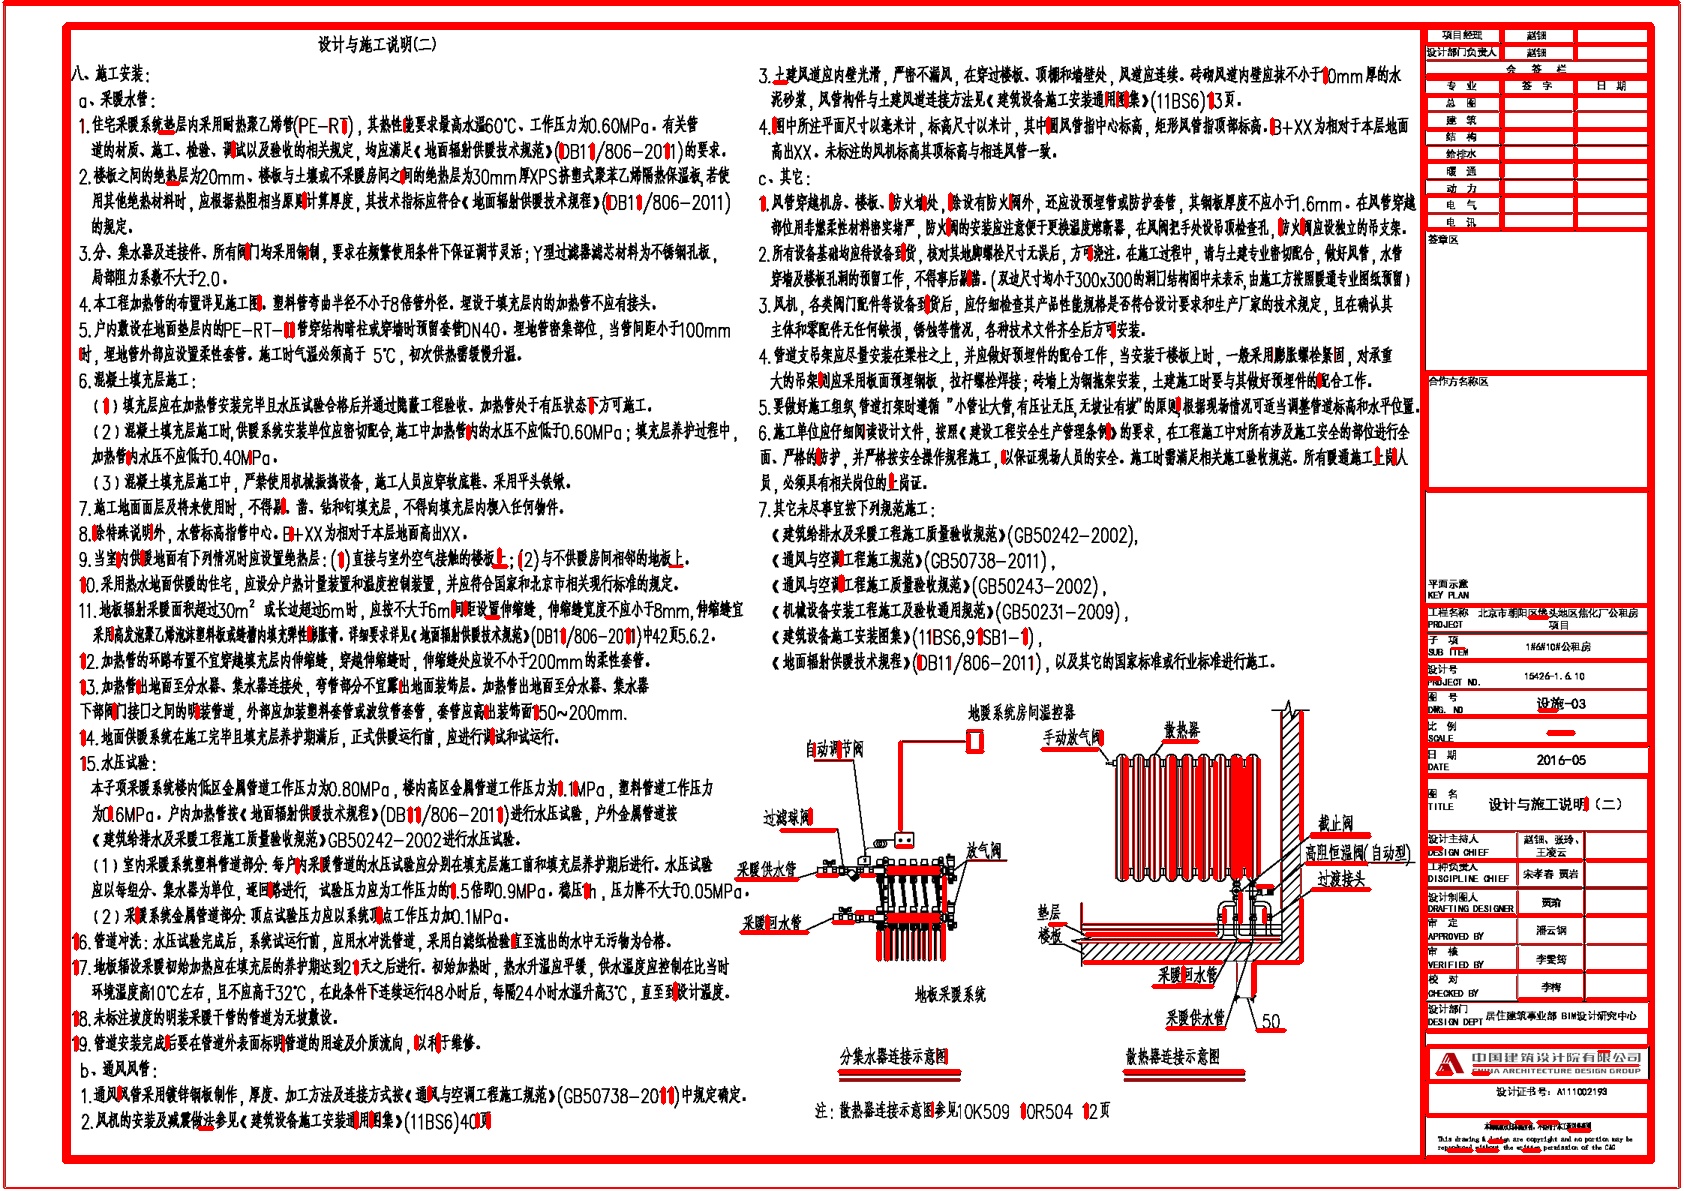 设计与施工说明(二)
八、施工安装:
a、采暖水管:
1.住宅采暖系统垫层内采用耐热聚乙烯管(PE-RT),其热性能要求最高水温60℃、工作压力为0.60MPa。有关管
道的材质、施工、检验、调试以及验收的相关规定,均应满足《地面辐射供暖技术规范》(DB11/806-2011)的要求。
2.楼板之间的绝热层为20mm、楼板与土壤或不采暖房间之间的绝热层为30mm厚XPS挤塑式聚苯乙烯隔热保温板,若使
用其他绝热材料时,应根据热阻相当原则计算厚度,其技术指标应符合《地面辐射供暖技术规程》(DB11/806-2011)
的规定。
3.分、集水器及连接件、所有阀门均采用铜制,要求在频繁使用条件下保证调节灵活;Y型过滤器滤芯材料为不锈钢孔板,
局部阻力系数不大于2.0。
4.本工程加热管的布置详见施工图。塑料管弯曲半径不小于8倍管外径。埋设于填充层内的加热管不应有接头。
5.户内敷设在地面垫层内的PE-RT-管穿结构暗柱或穿墙时预留套管DN40。埋地管密集部位,当管间距小于100mm
时,埋地管外部应设置柔性套管。施工时气温必须高于 5℃,初次供热需缓慢升温。
6.混凝土填充层施工:
(1)填充层应在加热管安装完毕且水压试验合格后并通过隐蔽工程验收、加热管处于有压状态下方可施工。
(2)混凝土填充层施工时,供暖系统安装单位应密切配合,施工中加热管内的水压不应低于0.60MPa;填充层养护过程中,
加热管内水压不应低于0.40MPa。
(3)混凝土填充层施工中,严禁使用机械振捣设备,施工人员应穿软底鞋、采用平头铁锹。
7.施工地面面层及将来使用时,不得剔、凿、钻和钉填充层,不得向填充层内楔入任何物件。
8.除特殊说明外,水管标高指管中心。B+XX为相对于本层地面高出XX。
9.当室内供暖地面有下列情况时应设置绝热层:(1)直接与室外空气接触的楼板上;(2)与不供暖房间相邻的地板上。
10.采用热水地面供暖的住宅,应设分户热计量装置和温度控制装置,并应符合国家和北京市相关现行标准的规定。
11.地板辐射采暖面积超过30m² 或长边超过6m时,应按不大于6m间距设置伸缩缝,伸缩缝宽度不应小于8mm,伸缩缝宜
采用高发泡聚乙烯泡沫塑料板或缝槽内填充弹性膨胀膏。详细要求详见《地面辐射供暖技术规范》(DB11/806-2011)中42页5.6.2。
12.加热管的环路布置不宜穿越填充层内伸缩缝,穿越伸缩缝时,伸缩缝处应设不小于200mm的柔性套管。
13.加热管出地面至分水器、集水器连接处,弯管部分不宜露出地面装饰层。加热管出地面至分水器、集水器
下部阀门接口之间的明装管道,外部应加装塑料套管或波纹管套管,套管应高出装饰面150~200mm.
14.地面供暖系统在施工完毕且填充层养护期满后,正式供暖运行前,应进行调试和试运行。
15.水压试验:
本子项采暖系统楼内低区金属管道工作压力为0.80MPa,楼内高区金属管道工作压力为1.1MPa,塑料管道工作压力
为0.6MPa。户内加热管按《地面辐射供暖技术规程》(DB11/806-2011)进行水压试验,户外金属管道按
《建筑给排水及采暖工程施工质量验收规范》GB50242-2002进行水压试验。
(1)室内采暖系统塑料管道部分:每户内采暖管道的水压试验应分别在填充层施工前和填充层养护期后进行。水压试验
应以每组分、集水器为单位,逐回路进行,试验压力应为工作压力的1.5倍即0.9MPa。稳压1h,压力降不大于0.05MPa。
(2)采暖系统金属管道部分:顶点试验压力应以系统顶点工作压力加0.1MPa。
16.管道冲洗:水压试验完成后,系统试运行前,应用水冲洗管道,采用白滤纸检验直至流出的水中无污物为合格。
17.地板辐设采暖初始加热应在填充层的养护期达到21天之后进行。初始加热时,热水升温应平缓,供水温度应控制在比当时
环境温度高10℃左右,且不应高于32℃,在此条件下连续运行48小时后,每隔24小时水温升高3℃,直至到设计温度。
18.未标注坡度的明装采暖干管的管道为无坡敷设。
19.管道安装完成后要在管道外表面标明管道的用途及介质流向,以利于维修。
b、通风风管:
1.通风风管采用镀锌钢板制作,厚度、加工方法及连接方式按《通风与空调工程施工规范》(GB50738-2011)中规定确定。
2.风机的安装及减震做法参见《建筑设备施工安装通用图集》(11BS6)40页
3.土建风道应内壁光滑,严密不漏风,在穿过楼板、顶棚和墙壁处,风道应连续。砖砌风道内壁应抹不小于10mm厚的水
泥砂浆,风管构件与土建风道连接方法见《建筑设备施工安装通用图集》(11BS6)13页。
4.图中所注平面尺寸以毫米计,标高尺寸以米计,其中圆风管指中心标高,矩形风管指顶部标高。B+XX为相对于本层地面
高出XX。未标注的风机标高其顶标高与相连风管一致。
c、其它:
1.风管穿越机房、楼板、防火墙处,除设有防火阀外,还应设预埋管或防护套管,其钢板厚度不应小于1.6mm。在风管穿越
部位用非燃柔性材料密实堵严,防火阀的安装应注意便于更换温度熔断器,在风阀把手处设吊顶检查孔,防火阀应设独立的吊支架。
2.所有设备基础均应待设备到货,核对其地脚螺栓尺寸无误后,方可浇注。在施工过程中,请与土建专业密切配合,做好风管,水管
穿墙及楼板孔洞的预留工作,不得事后剔凿。(双边尺寸均小于300x300的洞口结构图中未表示,由施工方按照暖通专业图纸预留)
3.风机,各类阀门配件等设备到货后,应仔细检查其产品性能规格是否符合设计要求和生产厂家的技术规定,且在确认其
主体和零配件无任何缺损,锈蚀等情况,各种技术文件齐全后方可安装。
4.管道支吊架应尽量安装在梁柱之上,并应做好预埋件的配合工作,当安装于楼板上时,一般采用膨胀螺栓紧固,对承重
大的吊架则应采用板面预埋钢板,拉杆螺栓焊接;砖墙上为钢拖架安装,土建施工时要与其做好预埋件的配合工作。
5.要做好施工组织,管道打架时遵循 "小管让大管,有压让无压,无坡让有坡"的原则,根据现场情况可适当调整管道标高和水平位置。
6.施工单位应仔细阅读设计文件,按照《建设工程安全生产管理条例》的要求,在工程施工中对所有涉及施工安全的部位进行全
面、严格的防护,并严格按安全操作规程施工,以保证现场人员的安全。施工时需满足相关施工验收规范。所有暖通施工上岗人
员,必须具有相关岗位的上岗证。
7.其它未尽事宜按下列规范施工:
《建筑给排水及采暖工程施工质量验收规范》(GB50242-2002),
《通风与空调工程施工规范》(GB50738-2011),
《通风与空调工程施工质量验收规范》(GB50243-2002),
《机械设备安装工程施工及验收通用规范》(GB50231-2009),
《建筑设备施工安装图集》(11BS6,91SB1-1),
《地面辐射供暖技术规程》(DB11/806-2011),以及其它的国家标准或行业标准进行施工。
地暖系统房间温控器
自动调节阀
过滤球阀
采暖供水管
采暖回水管
放气阀
地板采暖系统
分集水器连接示意图
手动放气阀
散热器
截止阀
高阻恒温阀(自动型)
过渡接头
垫层
楼板
采暖回水管
采暖供水管
50
散热器连接示意图
注:散热器连接示意图参见10K509 10R504 12页
项目经理 赵钿
设计部门负责人 赵钿
会 签 栏
专 业 签 字 日 期
总 图
建 筑
结 构
给排水
暖 通
动 力
电 气
电 讯
签章区
合作方名称区
平面示意
KEY PLAN
工程名称 北京市朝阳区垡头地区焦化厂公租房
PROJECT 项目
子 项 1#6#10#公租房
SUB ITEM
设计号 15426-1.6.10
PROJECT NO.
图 号 设施-03
DWG. NO
比 例
SCALE
日 期 2016-05
DATE
图 名 设计与施工说明(二)
TITLE
设计主持人 赵钿、张玲、
DESIGN CHIEF 王凌云
工种负责人 宋孝春 贾岩
DISCIPLINE CHIEF
设计制图人
DRAFTING DESIGNER
审 定 潘云钢
APPROVED BY
审 核 李雯筠
VERIFIED BY
校 对 李梅
CHECKED BY
设计部门 居住建筑事业部 BIM设计研究中心
DESIGN DEPT
中国建筑设计院有限公司
CHINA ARCHITECTURE DESIGN GROUP
设计证书号: A111002193
This drawing & design are copyright and no portion may be
reproduced without the written permission of the CAG